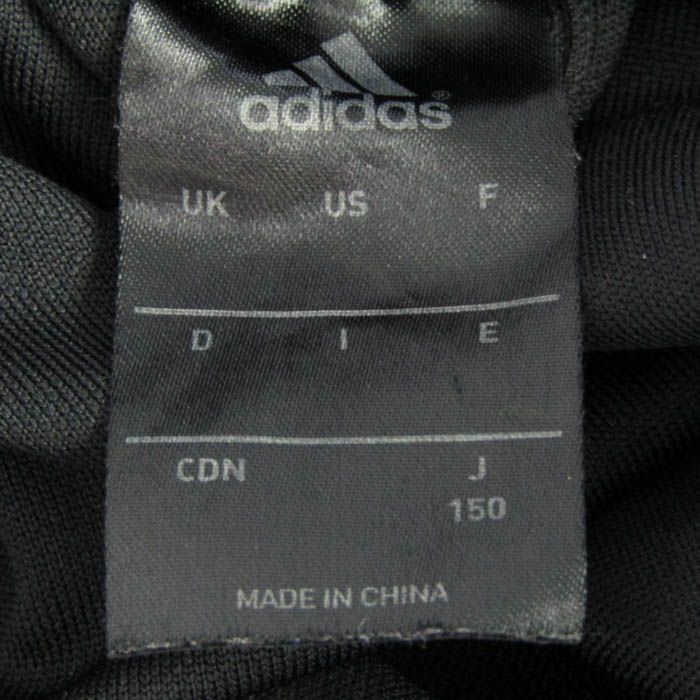 adidas®
UK US F
D I E
CDN J
150
MADE IN CHINA